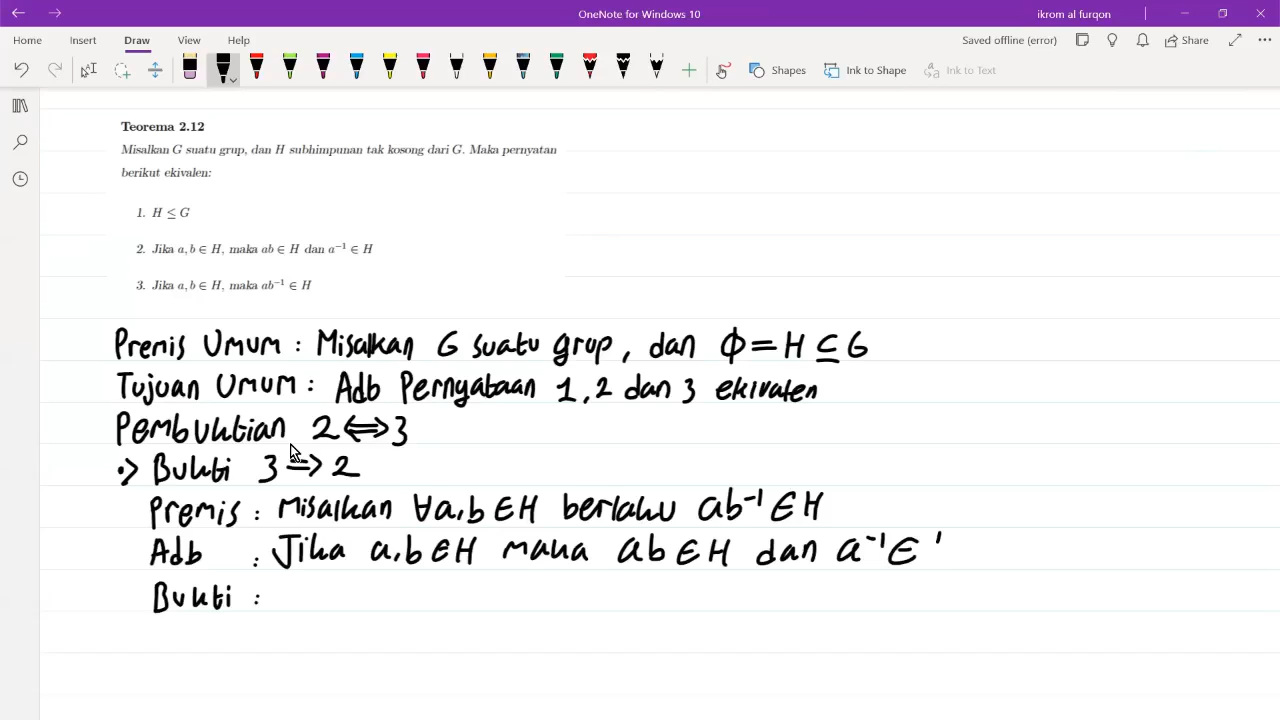 OneNote for Windows 10
ikrom al furqon
Home Insert Draw View Help
Saved offline (error)
Share
Shapes
Ink to Shape
Ink to Text
Teorema 2.12
Misalkan G suatu grup, dan H subhimpunan tak kosong dari G. Maka pernyatan
berikut ekivalen:
1. H ≤ G
2. Jika a, b ∈ H, maka ab ∈ H dan a⁻¹ ∈ H
3. Jika a, b ∈ H, maka ab⁻¹ ∈ H
Premis Umum : Misalkan G suatu grup, dan ϕ = H ⊆ G
Tujuan Umum : Adb Pernyataan 1, 2 dan 3 ekivalen
Pembuktian 2 ⟺ 3
•> Bukti 3 ⇒ 2
Premis : Misalkan ∀a,b ∈ H berlaku ab⁻¹ ∈ H
Adb : Jika a,b ∈ H maka ab ∈ H dan a⁻¹ ∈ '
Bukti :